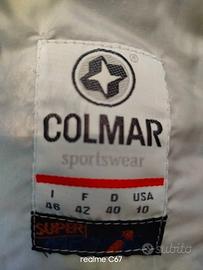 ®
COLMAR
sportswear
I F D USA
46 42 40 10
SUPER
subito
realme C67